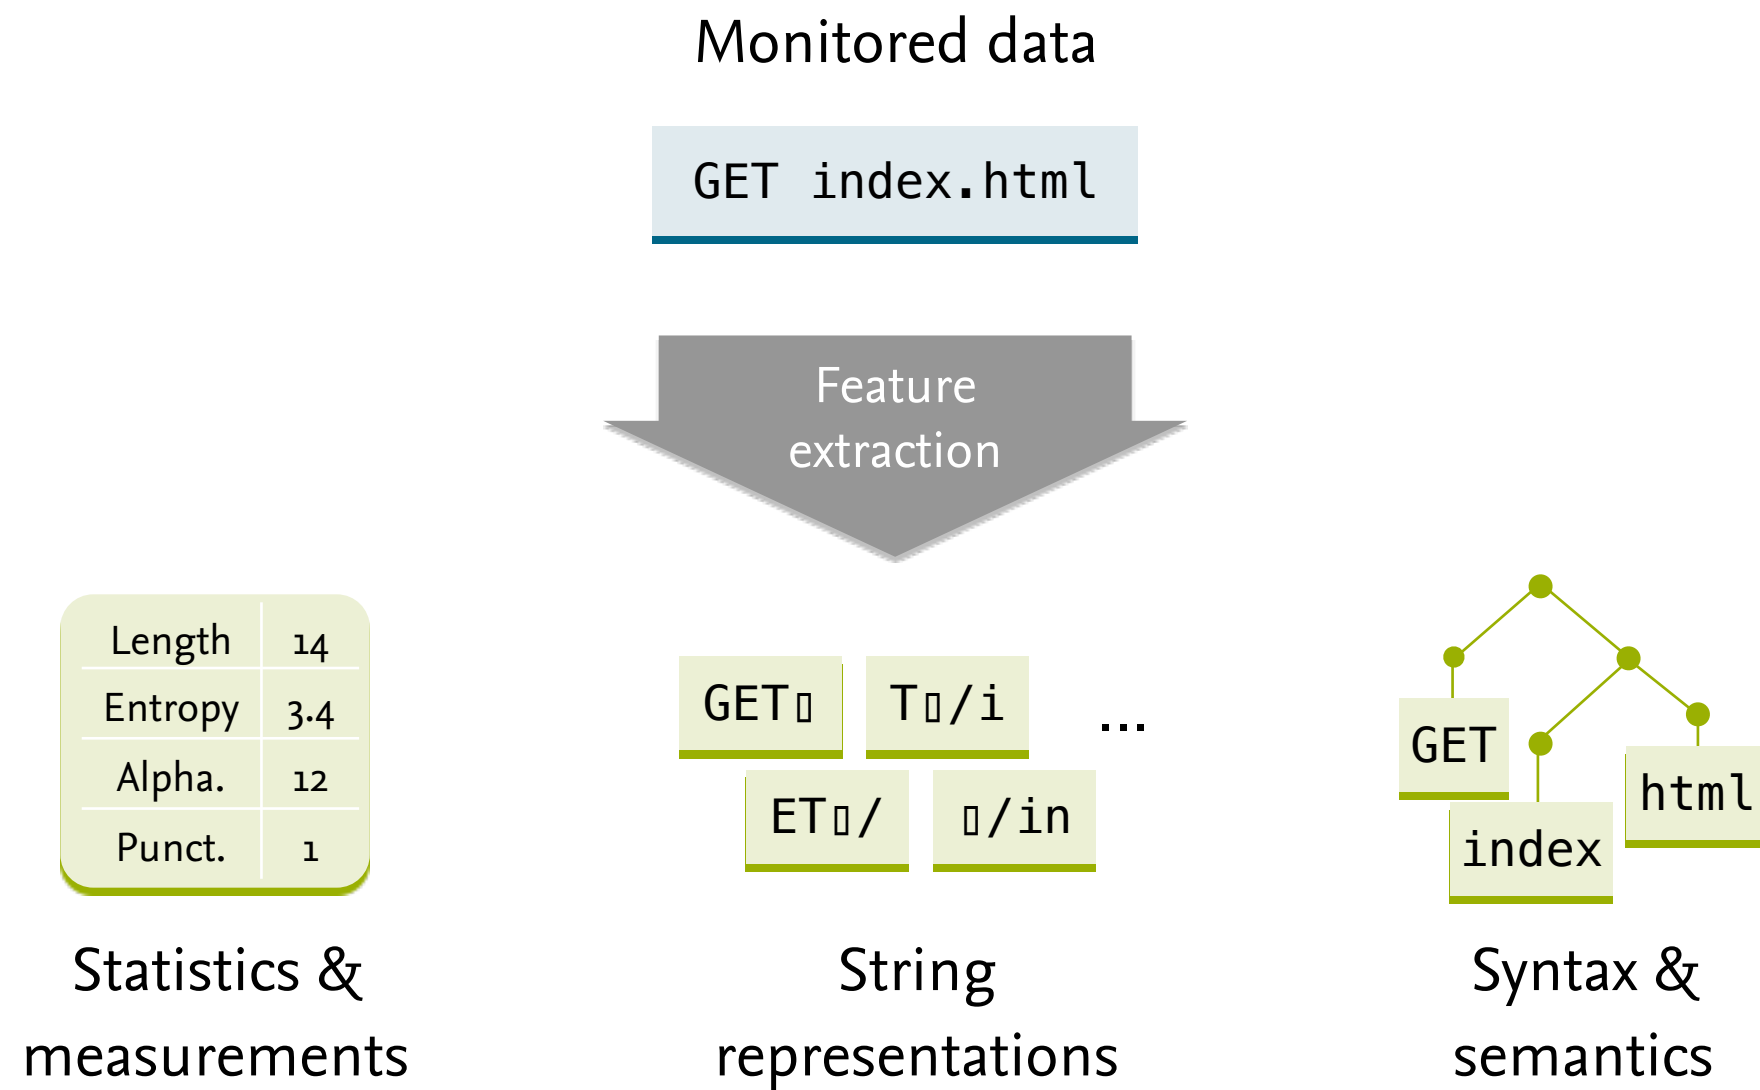 Monitored data
GET index.html
Feature
extraction
Length 14
Entropy 3.4
Alpha. 12
Punct. 1
GET▯ T▯/i ...
ET▯/ ▯/in
GET
html
index
Statistics &
measurements
String
representations
Syntax &
semantics